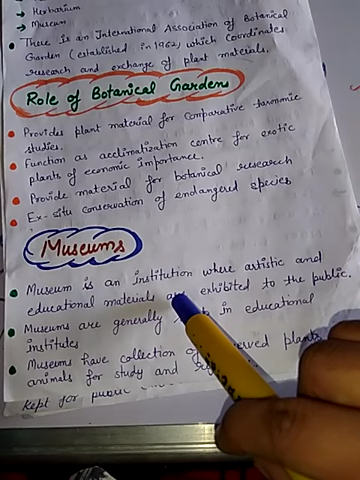 → Herbarium
→ Museum
There is an International Association of Botanical
Garden (established in 1962) which coordinates
research and exchange of plant materials.
Role of Botanical Gardens
Provides plant material for comparative taxonomic
studies.
Function as acclimatization centre for exotic
plants of economic importance.
Provide material for botanical research
Ex-situ conservation of endangered species
Museums
Museum is an institution where artistic and
educational materials are exhibited to the public.
Museums are generally in educational
institutes
Museums have collection of preserved plants
animals for study and
Kept for public